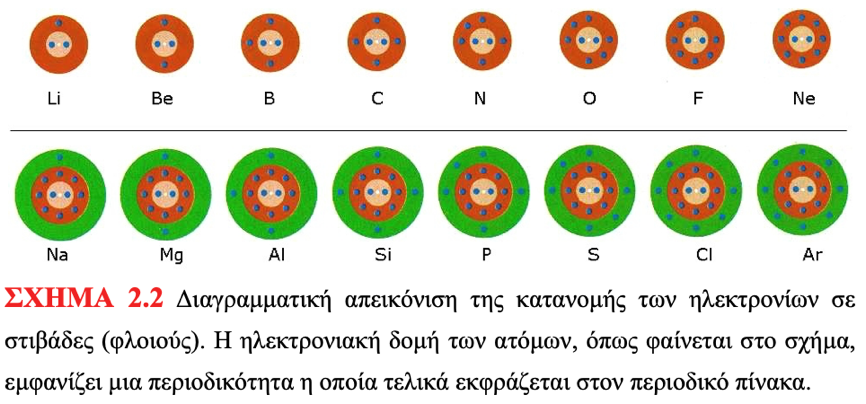 Li Be B C N O F Ne
Na Mg Al Si P S Cl Ar
ΣΧΗΜΑ 2.2 Διαγραμματική απεικόνιση της κατανομής των ηλεκτρονίων σε
στιβάδες (φλοιούς). Η ηλεκτρονιακή δομή των ατόμων, όπως φαίνεται στο σχήμα,
εμφανίζει μια περιοδικότητα η οποία τελικά εκφράζεται στον περιοδικό πίνακα.